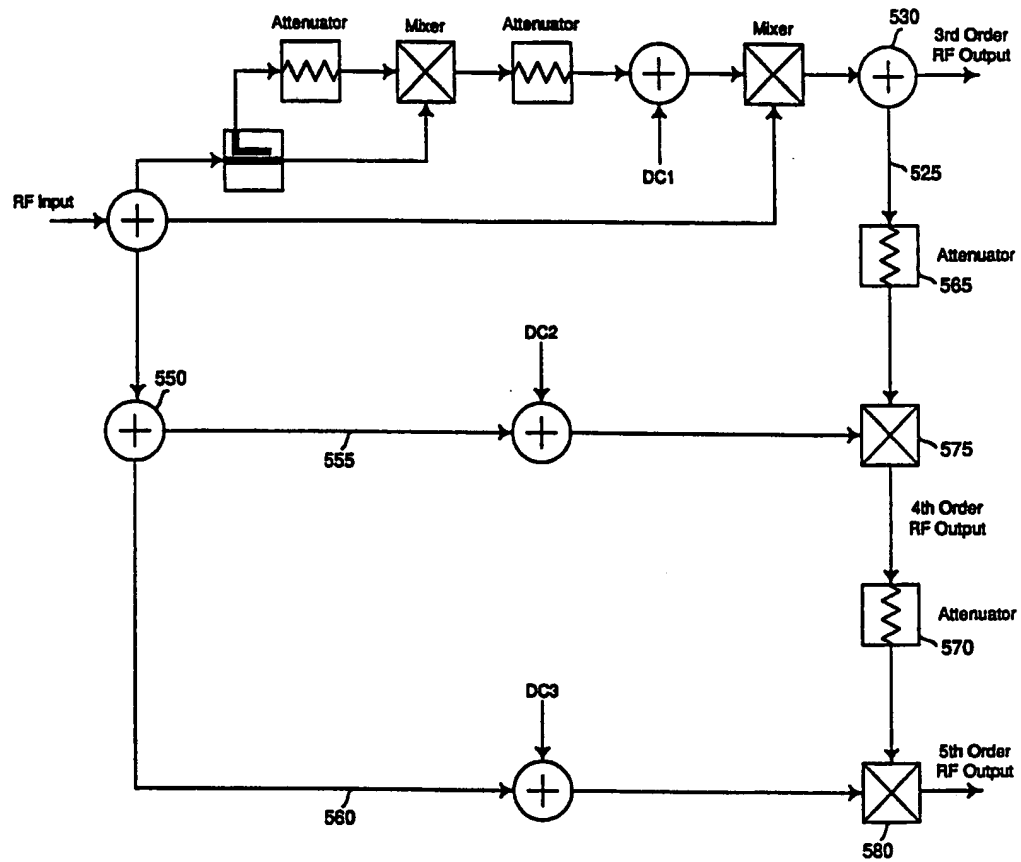 Attenuator
Mixer
Attenuator
Mixer
530
3rd Order
RF Output
DC1
525
RF Input
Attenuator
565
DC2
550
555
575
4th Order
RF Output
Attenuator
570
DC3
5th Order
RF Output
560
580